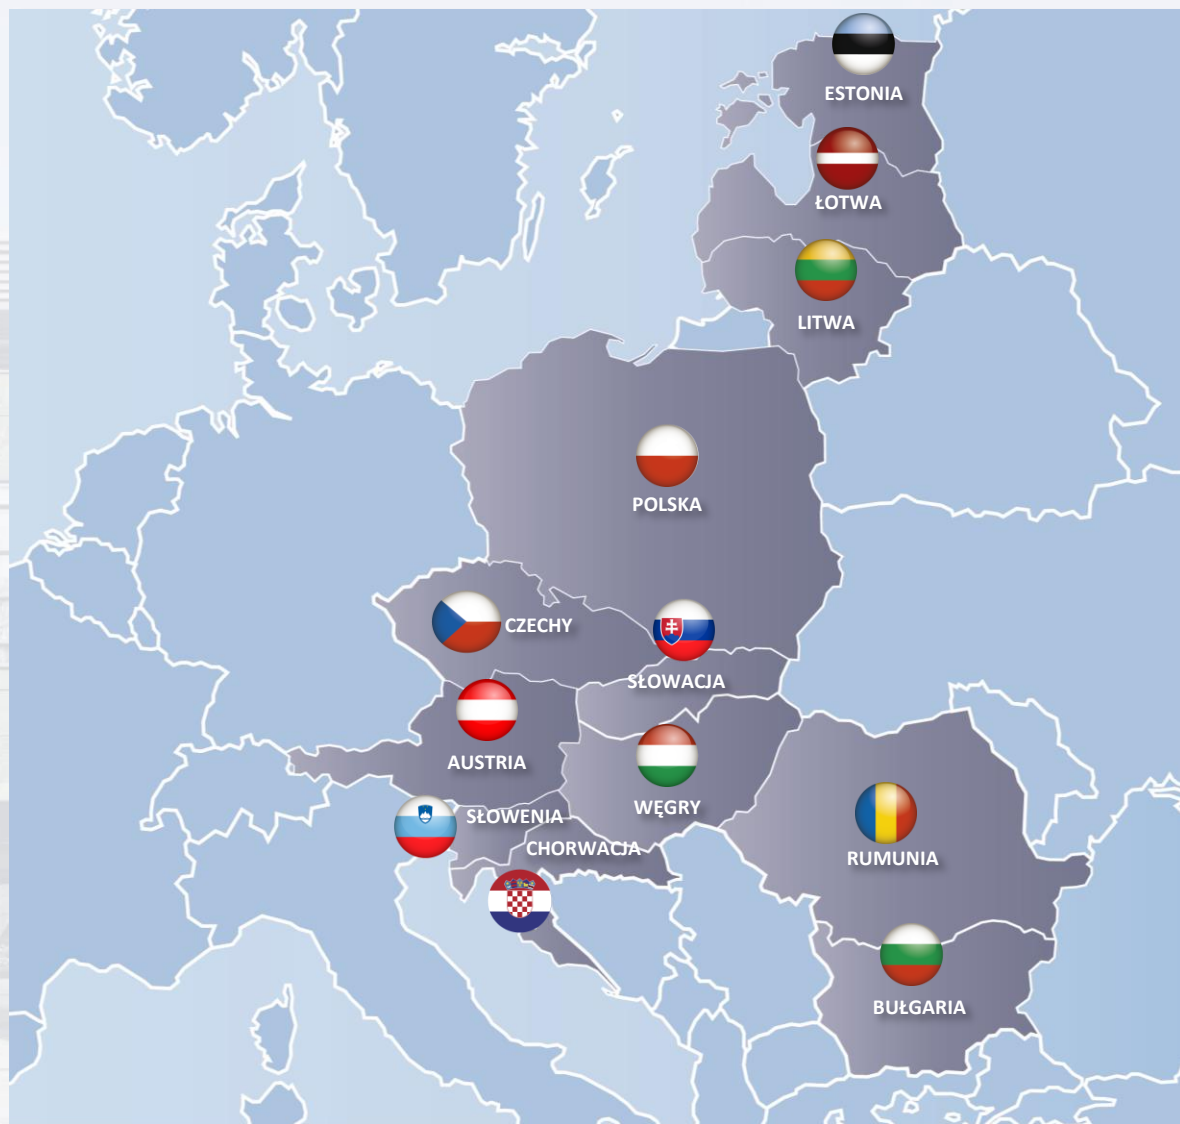 ESTONIA
ŁOTWA
LITWA
POLSKA
CZECHY
SŁOWACJA
AUSTRIA
WĘGRY
SŁOWENIA
CHORWACJA
RUMUNIA
BUŁGARIA